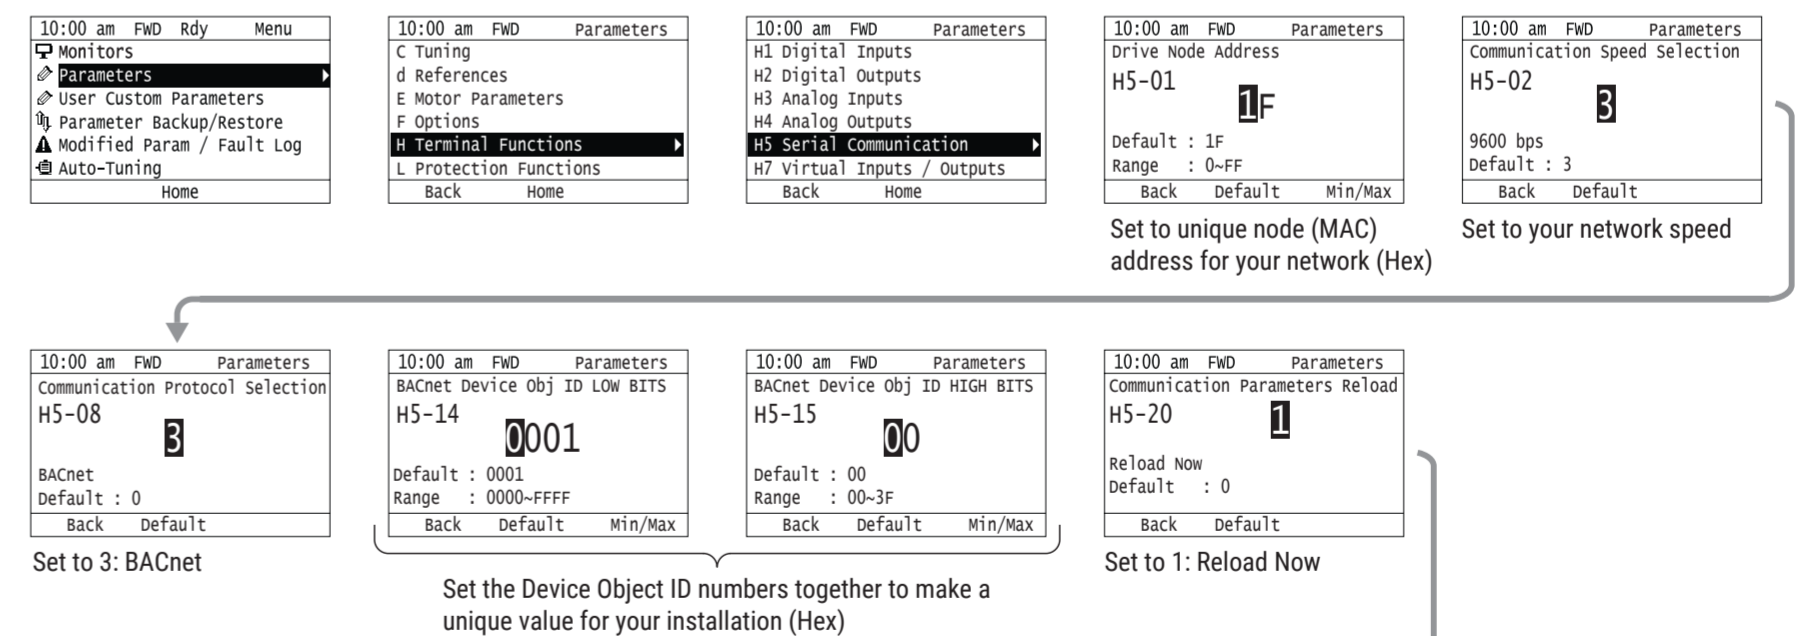 10:00 am FWD Rdy Menu
Monitors
Parameters
User Custom Parameters
Parameter Backup/Restore
Modified Param / Fault Log
Auto-Tuning
Home
10:00 am FWD Parameters
C Tuning
d References
E Motor Parameters
F Options
H Terminal Functions
L Protection Functions
Back Home
10:00 am FWD Parameters
H1 Digital Inputs
H2 Digital Outputs
H3 Analog Inputs
H4 Analog Outputs
H5 Serial Communication
H7 Virtual Inputs / Outputs
Back Home
10:00 am FWD Parameters
Drive Node Address
H5-01
1F
Default : 1F
Range : 0~FF
Back Default Min/Max
Set to unique node (MAC)
address for your network (Hex)
10:00 am FWD Parameters
Communication Speed Selection
H5-02
3
9600 bps
Default : 3
Back Default
Set to your network speed
10:00 am FWD Parameters
Communication Protocol Selection
H5-08
3
BACnet
Default : 0
Back Default
Set to 3: BACnet
10:00 am FWD Parameters
BACnet Device Obj ID LOW BITS
H5-14
0001
Default : 0001
Range : 0000~FFFF
Back Default Min/Max
10:00 am FWD Parameters
BACnet Device Obj ID HIGH BITS
H5-15
00
Default : 00
Range : 00~3F
Back Default Min/Max
Set the Device Object ID numbers together to make a
unique value for your installation (Hex)
10:00 am FWD Parameters
Communication Parameters Reload
H5-20
1
Reload Now
Default : 0
Back Default
Set to 1: Reload Now